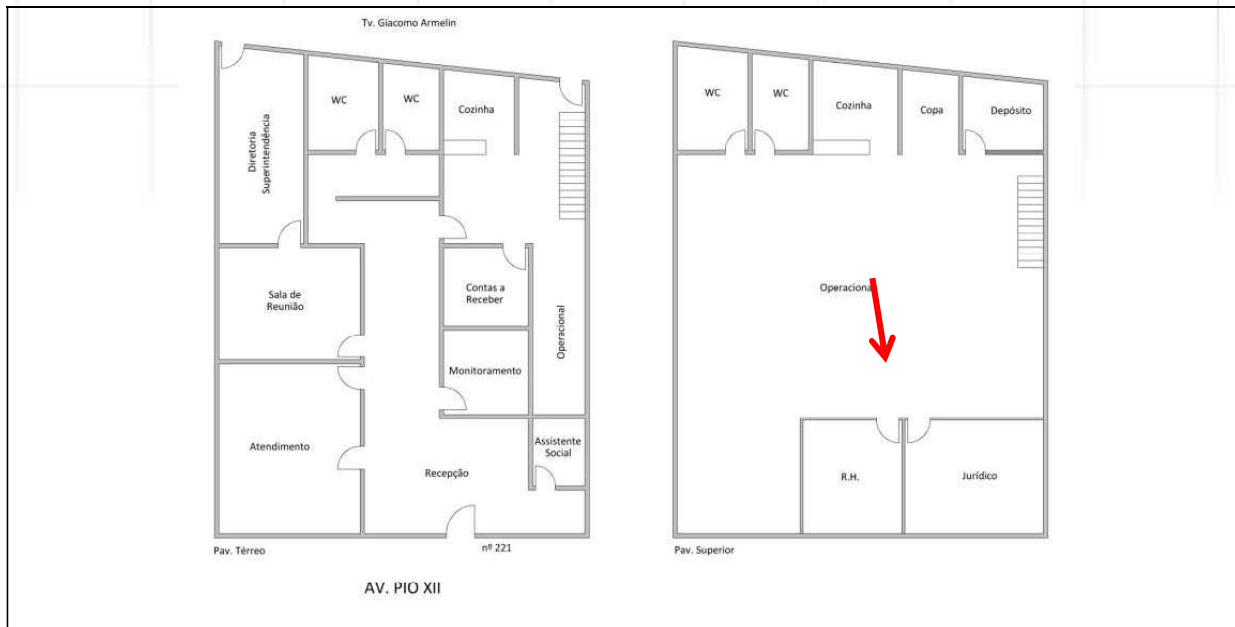 Tv. Giacomo Armelin
WC
WC
Cozinha
Diretoria
Superintendência
Sala de
Reunião
Contas a
Receber
Operacional
Monitoramento
Atendimento
Assistente
Social
Recepção
Pav. Térreo
nº 221
AV. PIO XII
WC
WC
Cozinha
Copa
Depósito
Operacional
R.H.
Jurídico
Pav. Superior